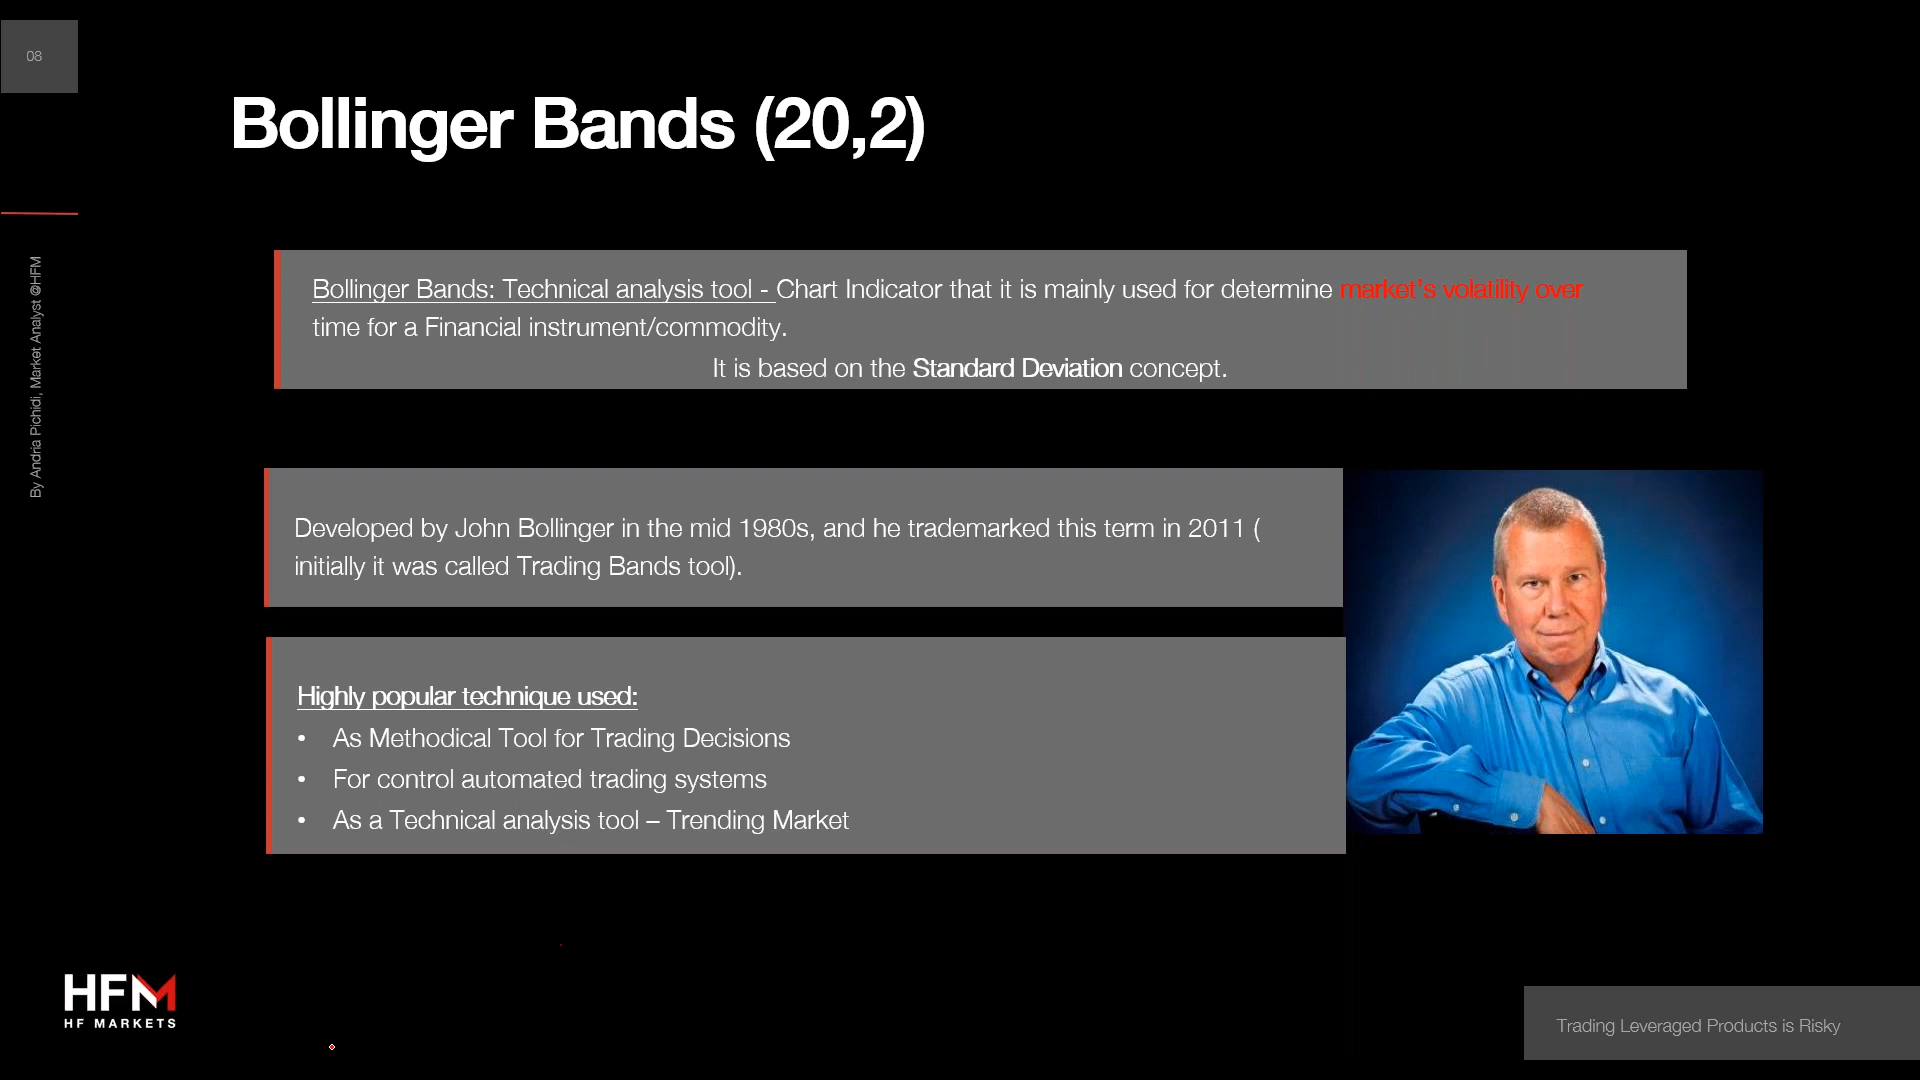 08
Bollinger Bands (20,2)
By Andria Pichidi, Market Analyst @HFM
Bollinger Bands: Technical analysis tool - Chart Indicator that it is mainly used for determine market's volatility over
time for a Financial instrument/commodity.
It is based on the Standard Deviation concept.
Developed by John Bollinger in the mid 1980s, and he trademarked this term in 2011 (
initially it was called Trading Bands tool).
Highly popular technique used:
• As Methodical Tool for Trading Decisions
• For control automated trading systems
• As a Technical analysis tool – Trending Market
HFM
HF MARKETS
Trading Leveraged Products is Risky